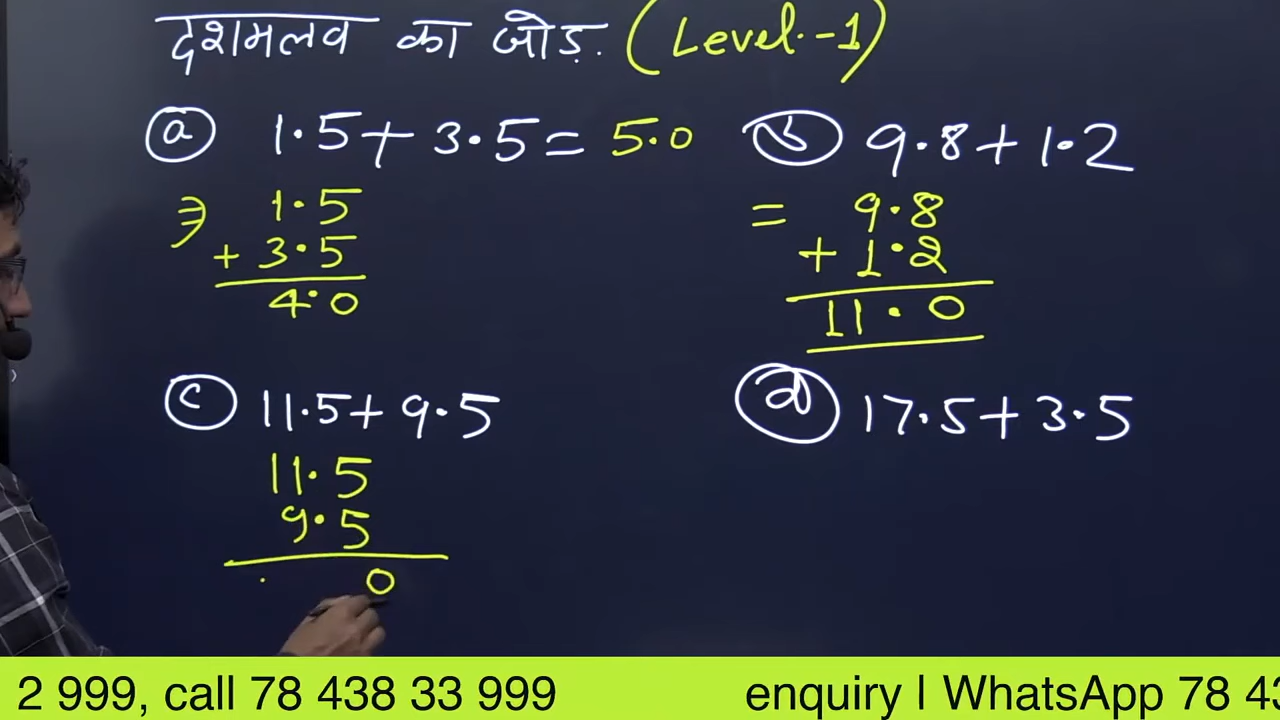 दशमलव का जोड़. (Level.-1)
(a) 1.5+3.5= 5.0
⇒ 1.5
+ 3.5
4.0
(b) 9.8+1.2
= 9.8
+ 1.2
11.0
(c) 11.5+9.5
11.5
9.5
0
(d) 17.5+3.5
2 999, call 78 438 33 999 enquiry | WhatsApp 78 43